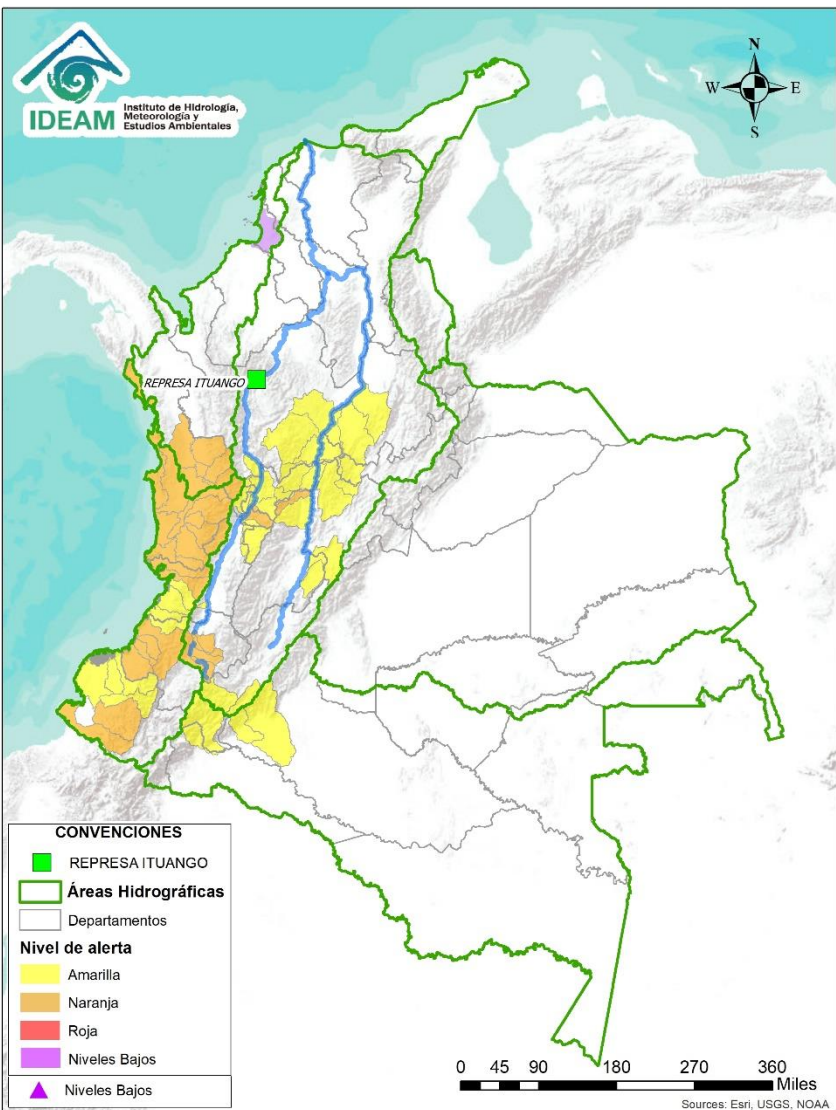 IDEAM
Instituto de Hidrología,
Meteorología y
Estudios Ambientales
N
W
E
S
REPRESA ITUANGO
CONVENCIONES
REPRESA ITUANGO
Áreas Hidrográficas
Departamentos
Nivel de alerta
Amarilla
Naranja
Roja
Niveles Bajos
Niveles Bajos
0 45 90 180 270 360
Miles
Sources: Esri, USGS, NOAA